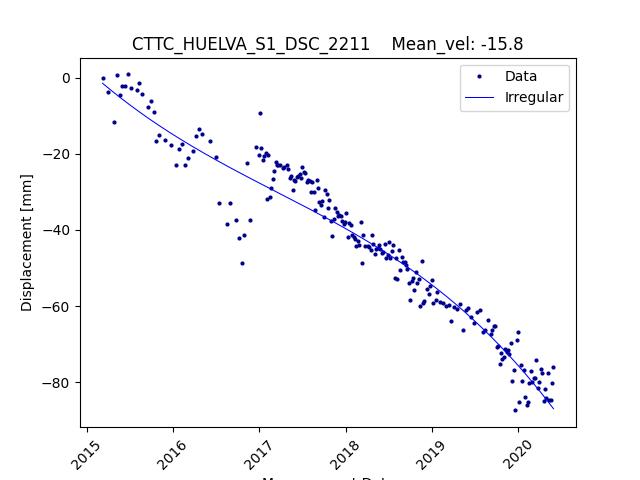 CTTC_HUELVA_S1_DSC_2211    Mean_vel: -15.8
Data
Irregular
Displacement [mm]
0
−20
−40
−60
−80
2015
2016
2017
2018
2019
2020